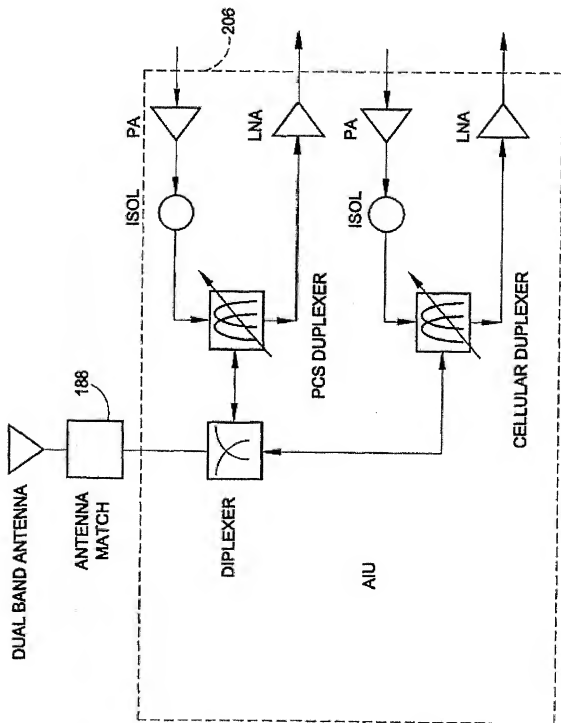 DUAL BAND ANTENNA
ANTENNA
MATCH
188
206
DIPLEXER
PCS DUPLEXER
ISOL
PA
LNA
AIU
CELLULAR DUPLEXER
ISOL
PA
LNA